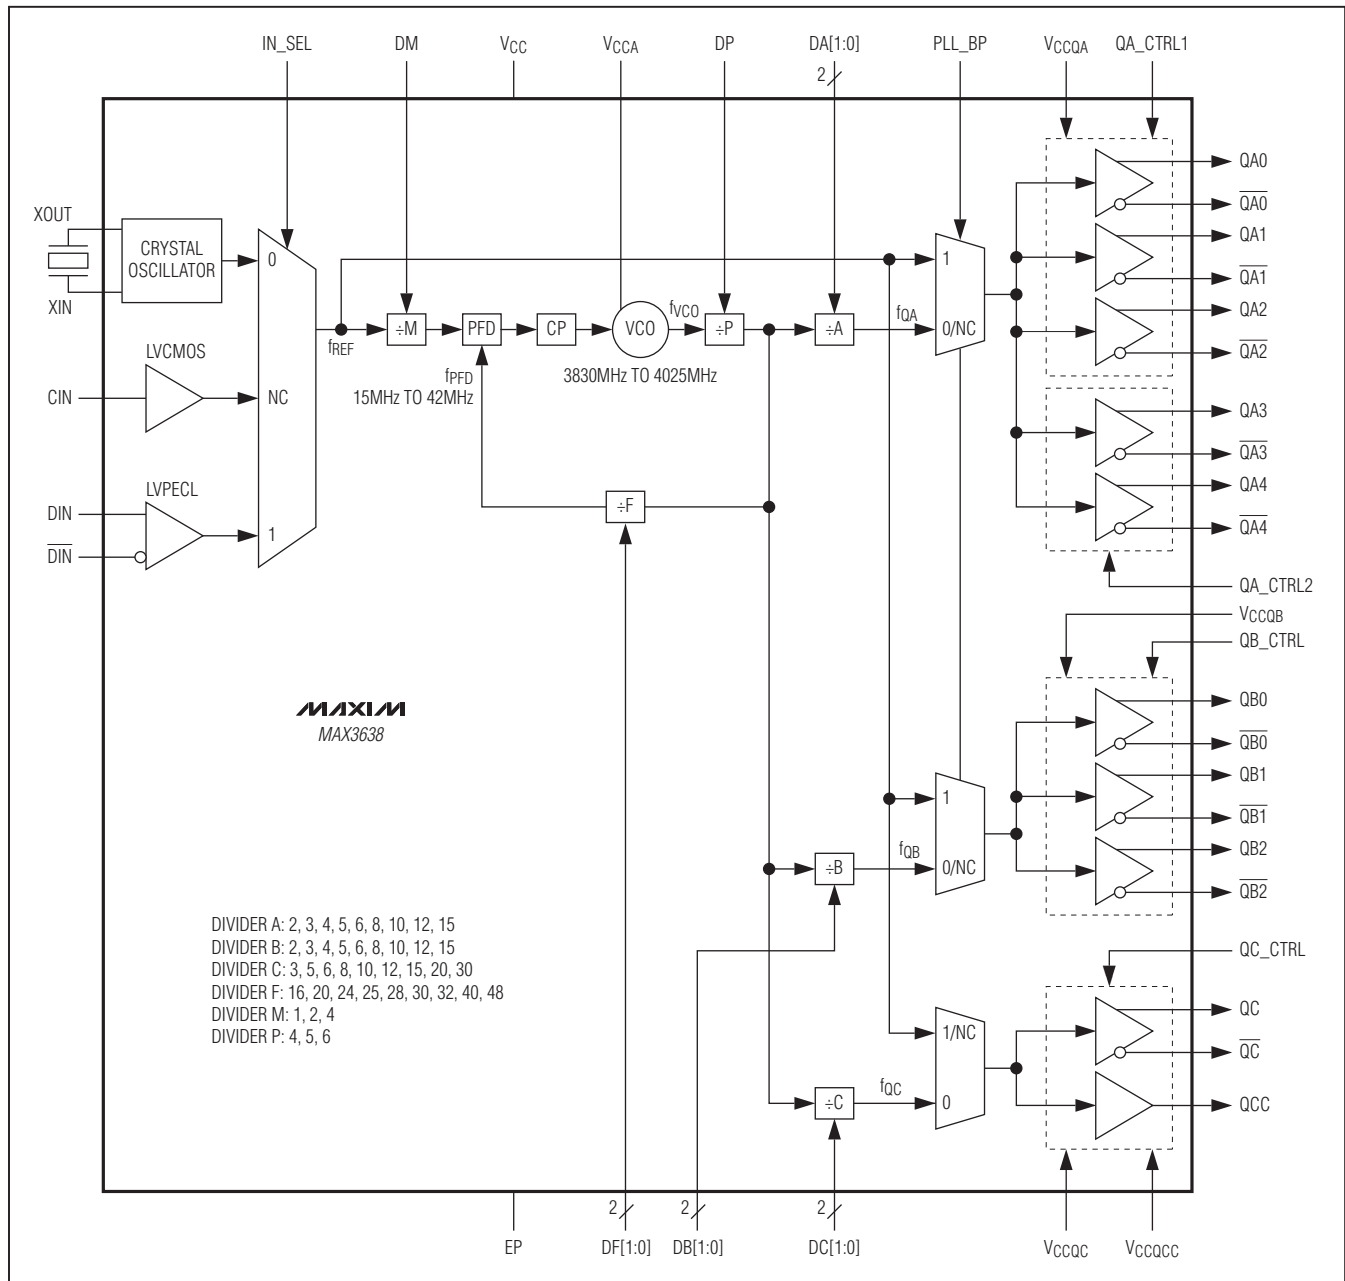 IN_SEL
DM
VCC
VCCA
DP
DA[1:0]
PLL_BP
VCCQA
QA_CTRL1
2
XOUT
XIN
CRYSTAL
OSCILLATOR
0
NC
1
LVCMOS
CIN
LVPECL
DIN
DIN
fREF
÷M
PFD
CP
VCO
fVCO
÷P
÷A
fQA
1
0/NC
fPFD
15MHz TO 42MHz
3830MHz TO 4025MHz
÷F
QA0
QA0
QA1
QA1
QA2
QA2
QA3
QA3
QA4
QA4
QA_CTRL2
VCCQB
QB_CTRL
MAXIM
MAX3638
1
fQB
0/NC
÷B
QB0
QB0
QB1
QB1
QB2
QB2
DIVIDER A: 2, 3, 4, 5, 6, 8, 10, 12, 15
DIVIDER B: 2, 3, 4, 5, 6, 8, 10, 12, 15
DIVIDER C: 3, 5, 6, 8, 10, 12, 15, 20, 30
DIVIDER F: 16, 20, 24, 25, 28, 30, 32, 40, 48
DIVIDER M: 1, 2, 4
DIVIDER P: 4, 5, 6
1/NC
fQC
0
÷C
QC_CTRL
QC
QC
QCC
2
2
2
EP
DF[1:0]
DB[1:0]
DC[1:0]
VCCQC
VCCQCC